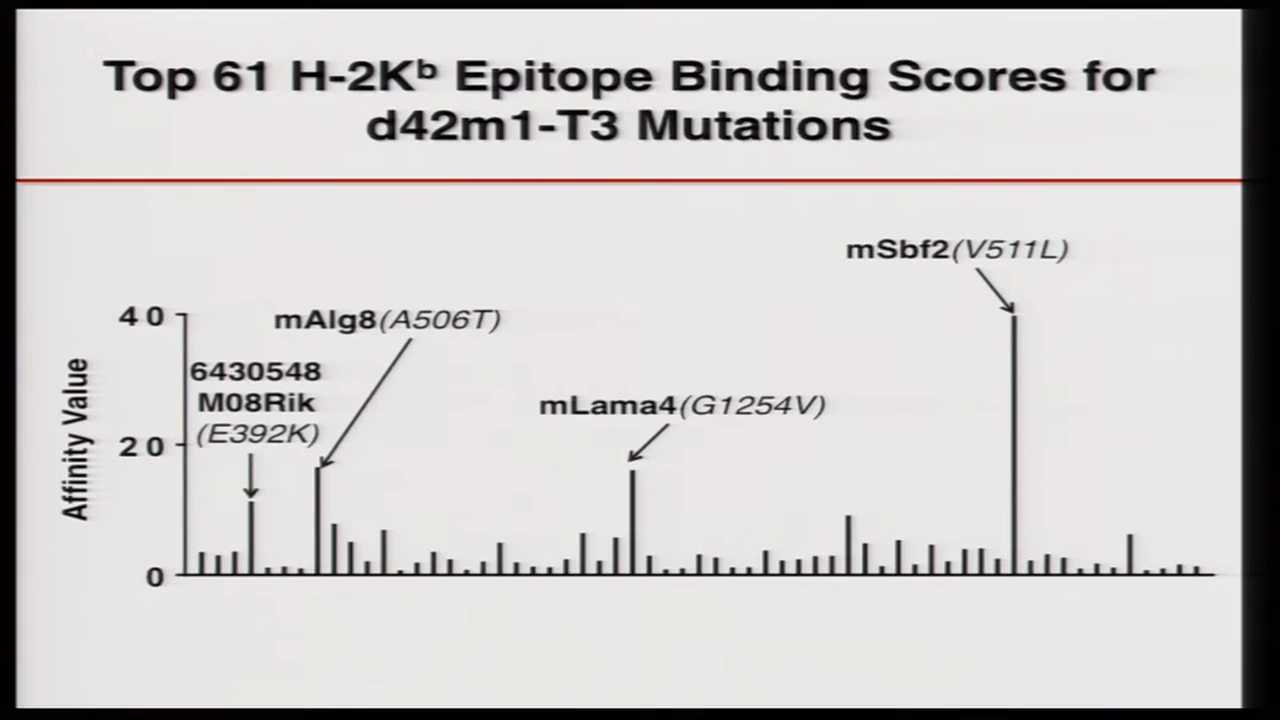 Top 61 H-2Kᵇ Epitope Binding Scores for
d42m1-T3 Mutations
mSbf2(V511L)
40
mAlg8(A506T)
6430548
M08Rik
(E392K)
mLama4(G1254V)
20
0
Affinity Value